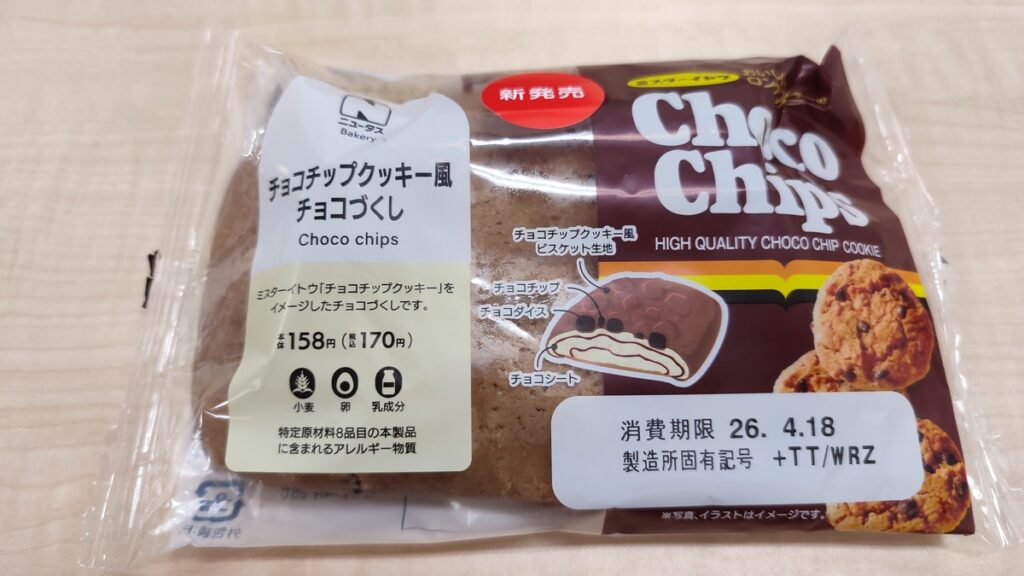 ニュータス
Bakery
チョコチップクッキー風
チョコづくし
Choco chips
ミスターイトウ「チョコチップクッキー」を
イメージしたチョコづくしです。
本体158円(税込170円)
小麦 卵 乳成分
特定原材料8品目の本製品
に含まれるアレルギー物質
新発売
ミスターイトウ
Choco
Chips
HIGH QUALITY CHOCO CHIP COOKIE
チョコチップクッキー風
ビスケット生地
チョコチップ
チョコダイス
チョコシート
消費期限 26. 4.18
製造所固有記号 +TT/WRZ
※写真、イラストはイメージです。